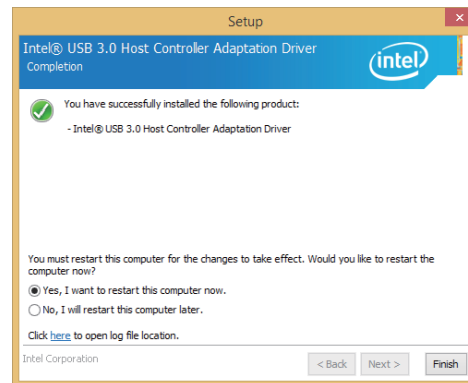 Setup
Intel® USB 3.0 Host Controller Adaptation Driver
Completion
intel
You have successfully installed the following product:
- Intel® USB 3.0 Host Controller Adaptation Driver
You must restart this computer for the changes to take effect. Would you like to restart the
computer now?
Yes, I want to restart this computer now.
No, I will restart this computer later.
Click here to open log file location.
Intel Corporation
< Back Next > Finish